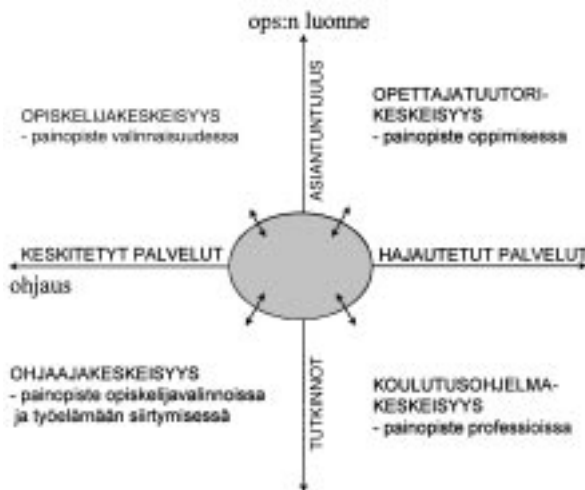 ops:n luonne
OPISKELIJAKESKEISYYS
- painopiste valinnaisuudessa
ASIANTUNTIJUUS
OPETTAJATUUTORI-
KESKEISYYS
- painopiste oppimisessa
KESKITETYT PALVELUT
HAJAUTETUT PALVELUT
ohjaus
OHJAAJAKESKEISYYS
- painopiste opiskelijavalinnoissa
ja työelämään siirtymisessä
TUTKINNOT
KOULUTUSOHJELMA-
KESKEISYYS
- painopiste professioissa